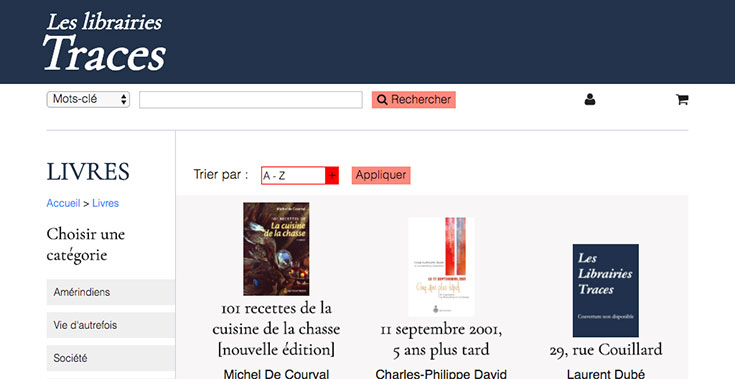 Les librairies
Traces
Mots-clé
Rechercher
LIVRES
Accueil > Livres
Choisir une
catégorie
Amérindiens
Vie d'autrefois
Société
Trier par :
A - Z
+
Appliquer
101 RECETTES DE
La cuisine
de la chasse
101 recettes de la
cuisine de la chasse
[nouvelle édition]
Michel De Courval
LE 11 SEPTEMBRE 2001
Cinq ans plus tard
11 septembre 2001,
5 ans plus tard
Charles-Philippe David
Les
Librairies
Traces
Couverture non disponible
29, rue Couillard
Laurent Dubé